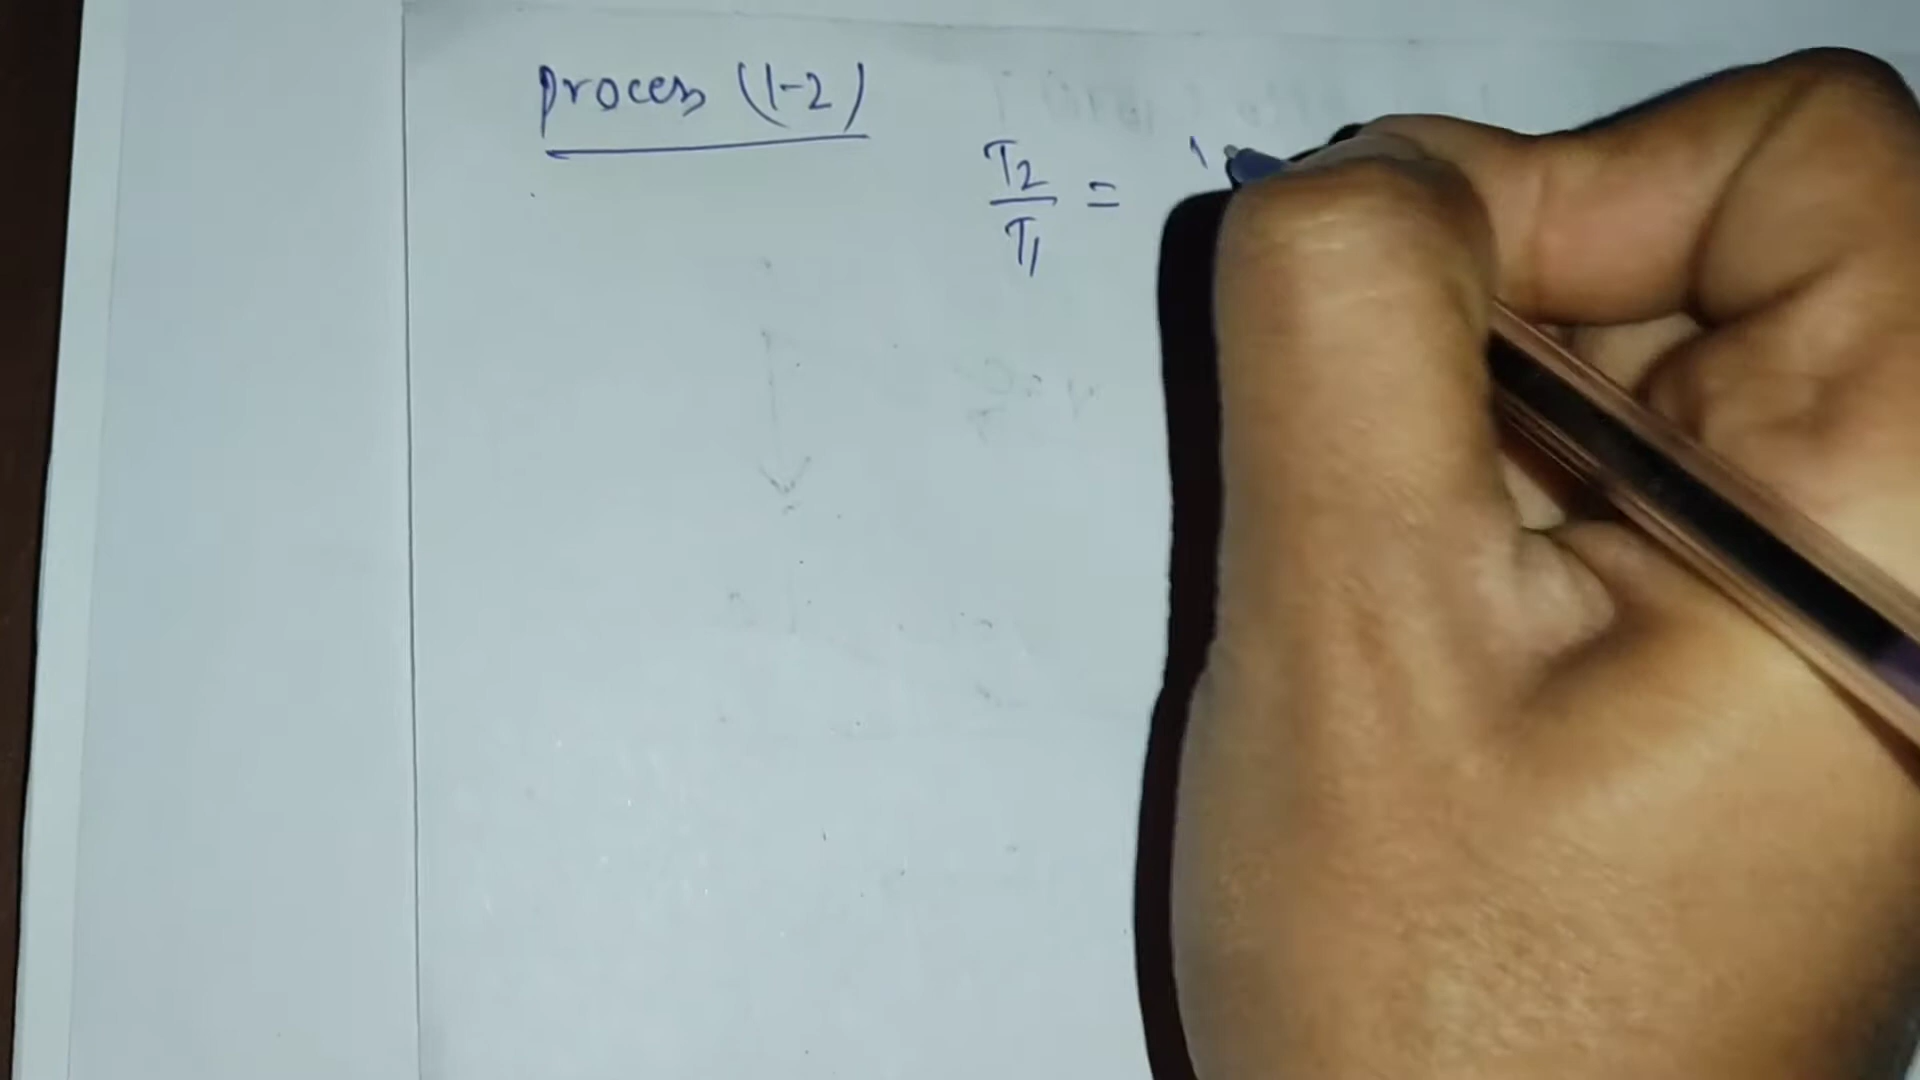 Process (1-2)
T2
— =
T1